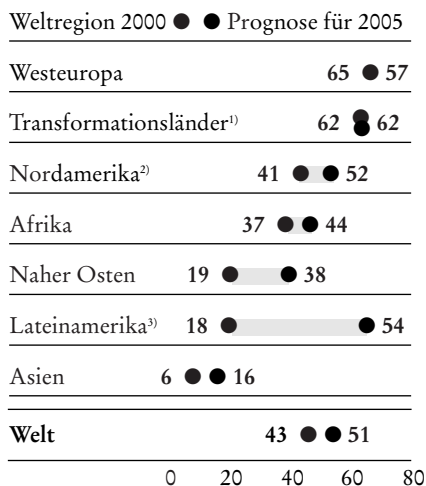 Weltregion 2000 ● ● Prognose für 2005
Westeuropa 65 57
Transformationsländer¹⁾ 62 62
Nordamerika²⁾ 41 52
Afrika 37 44
Naher Osten 19 38
Lateinamerika³⁾ 18 54
Asien 6 16
Welt 43 51
0 20 40 60 80